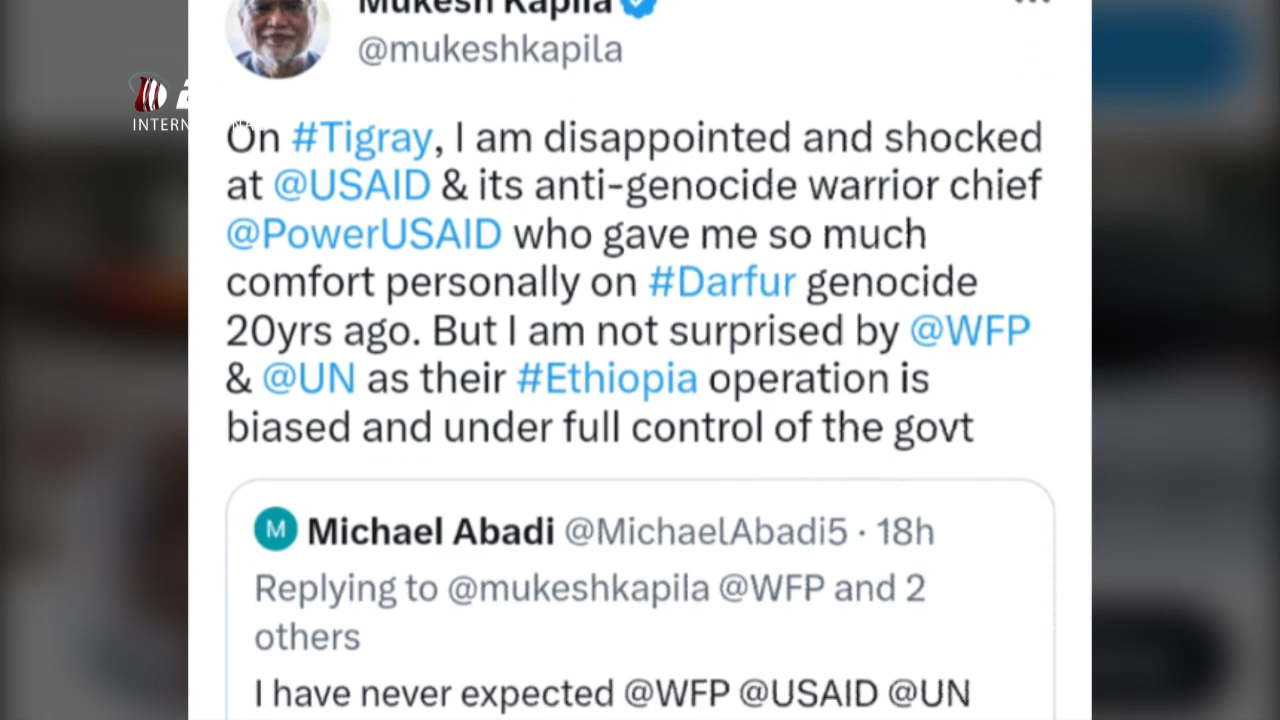 Mukesh Kapila
@mukeshkapila
INTERNATIONAL
On #Tigray, I am disappointed and shocked
at @USAID & its anti-genocide warrior chief
@PowerUSAID who gave me so much
comfort personally on #Darfur genocide
20yrs ago. But I am not surprised by @WFP
& @UN as their #Ethiopia operation is
biased and under full control of the govt
M Michael Abadi @MichaelAbadi5 · 18h
Replying to @mukeshkapila @WFP and 2
others
I have never expected @WFP @USAID @UN